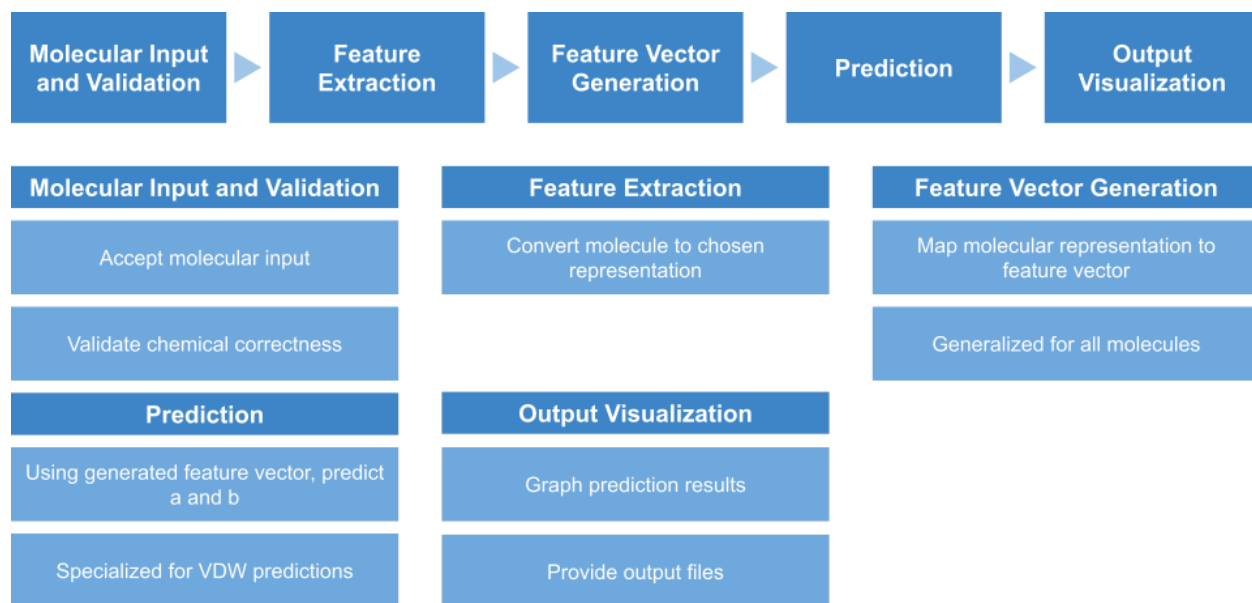 Molecular Input
and Validation
Feature
Extraction
Feature Vector
Generation
Prediction
Output
Visualization
Molecular Input and Validation
Accept molecular input
Validate chemical correctness
Feature Extraction
Convert molecule to chosen
representation
Feature Vector Generation
Map molecular representation to
feature vector
Generalized for all molecules
Prediction
Using generated feature vector, predict
a and b
Specialized for VDW predictions
Output Visualization
Graph prediction results
Provide output files